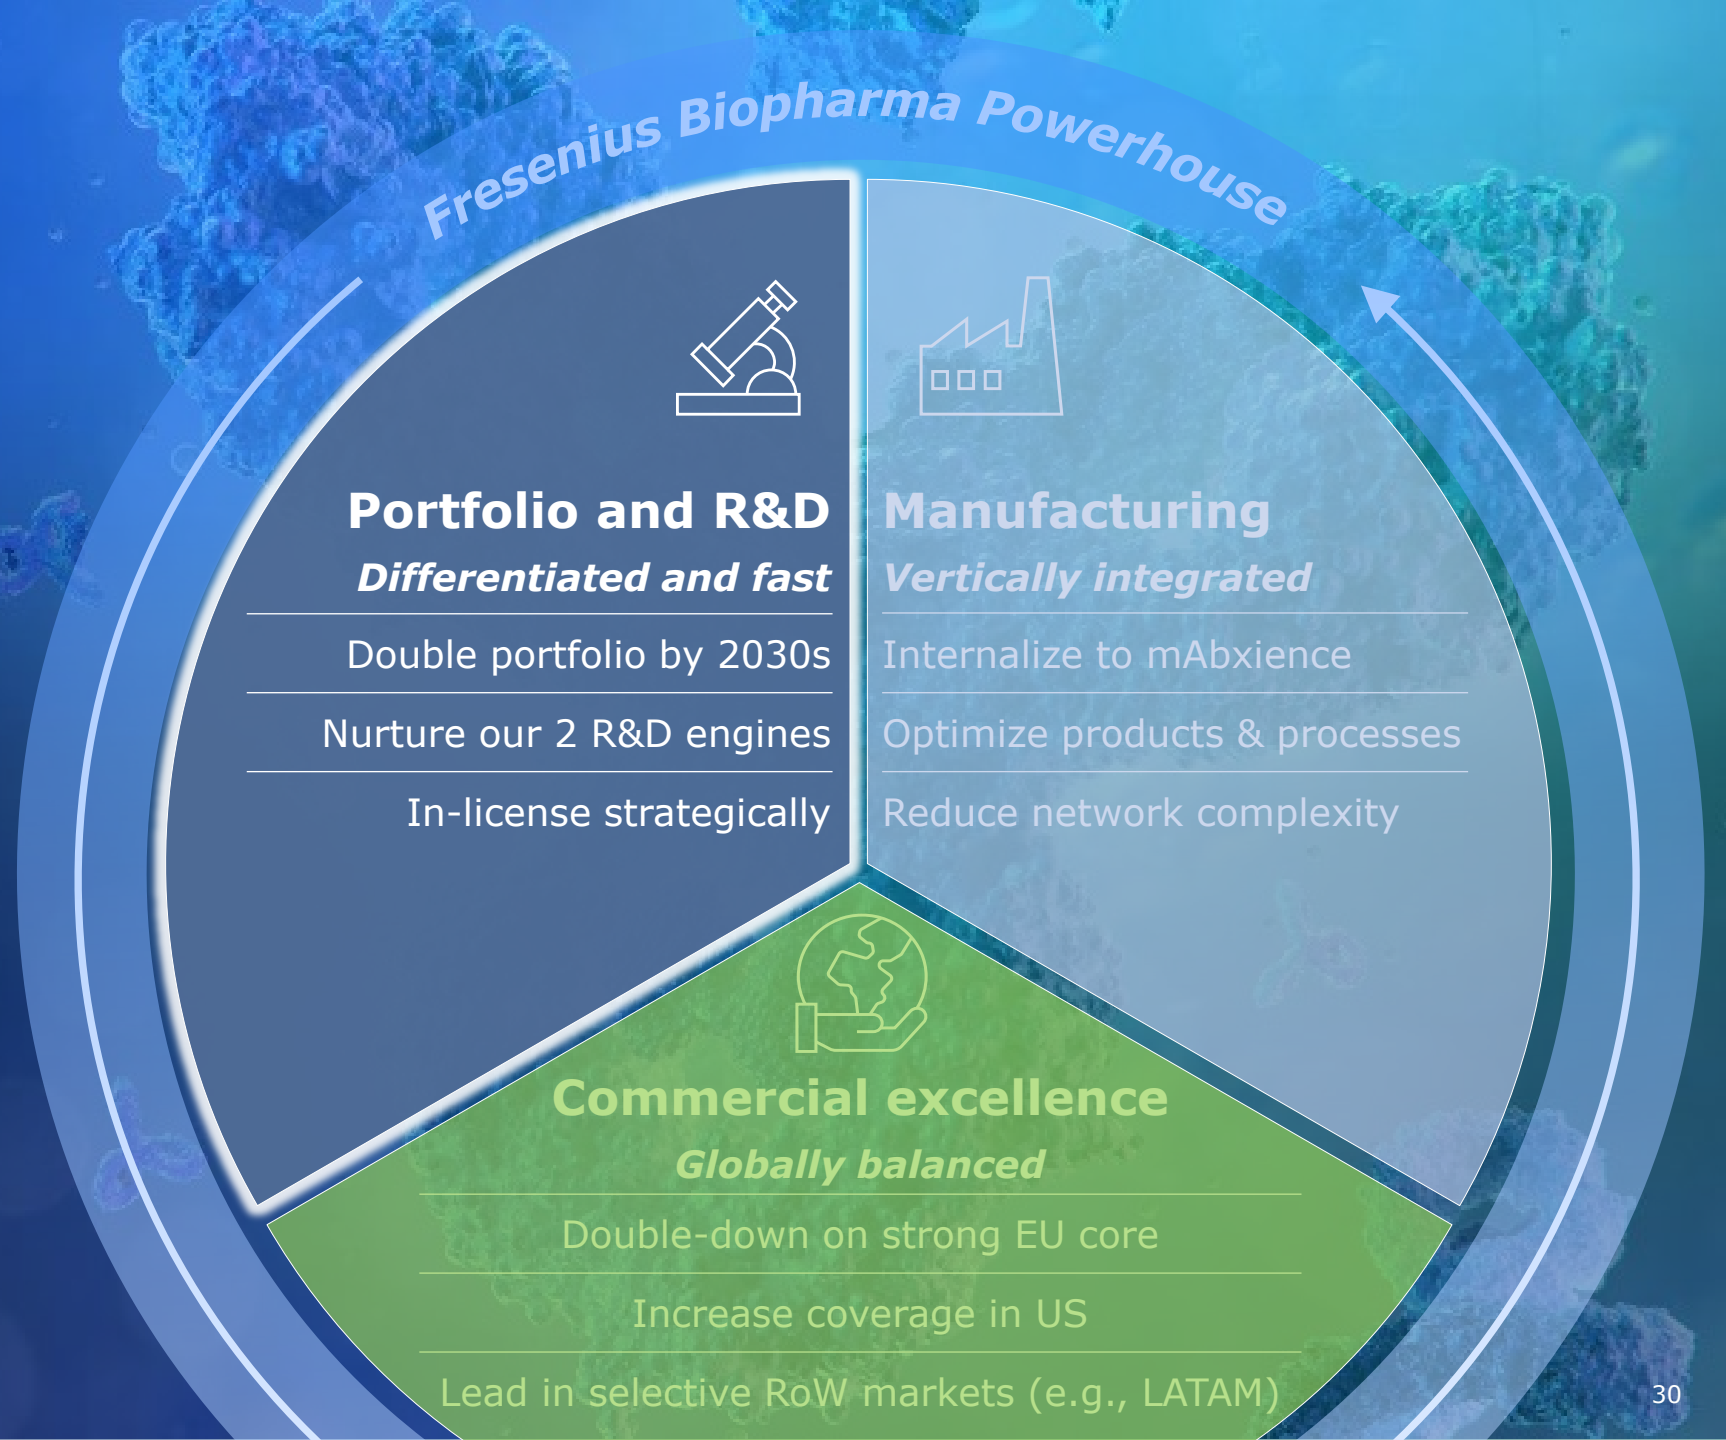 Fresenius Biopharma Powerhouse
Portfolio and R&D
Differentiated and fast
Double portfolio by 2030s
Nurture our 2 R&D engines
In-license strategically
Manufacturing
Vertically integrated
Internalize to mAbxience
Optimize products & processes
Reduce network complexity
Commercial excellence
Globally balanced
Double-down on strong EU core
Increase coverage in US
Lead in selective RoW markets (e.g., LATAM)
30